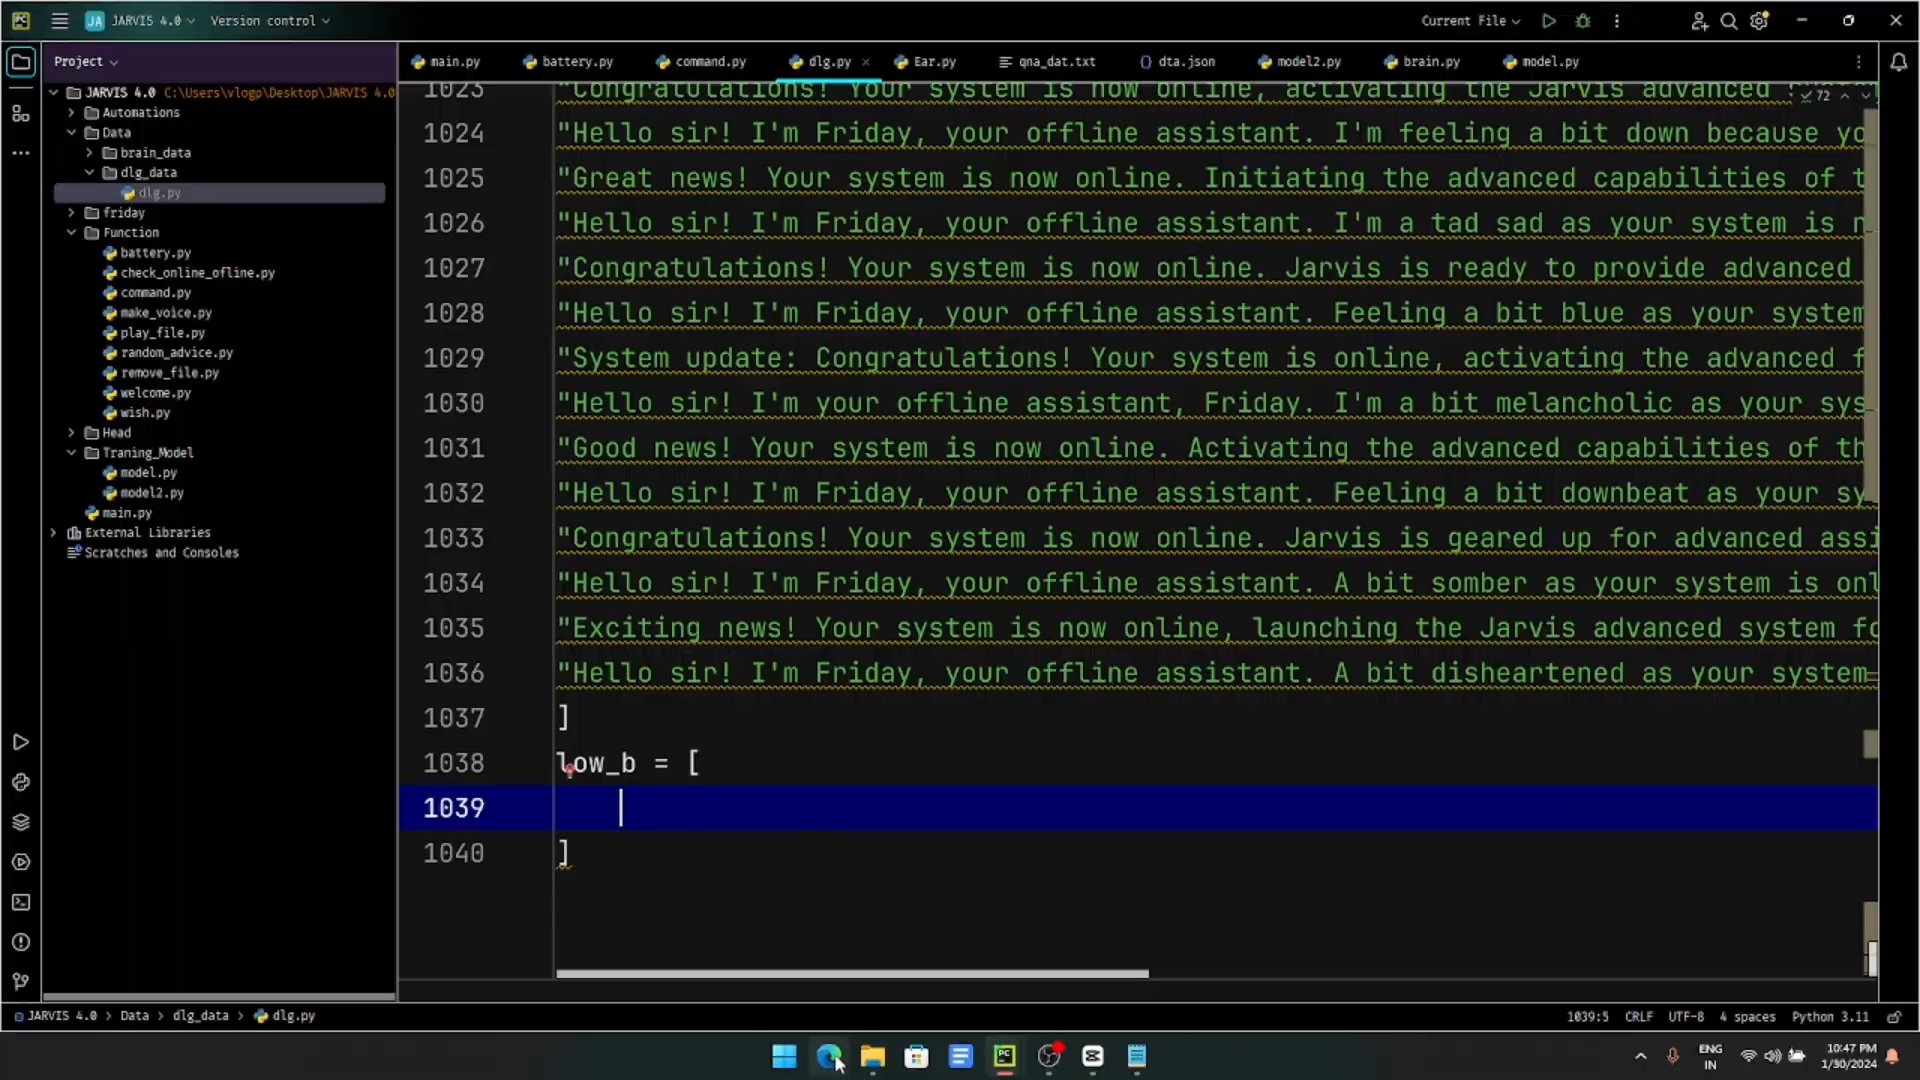 JA JARVIS 4.0 Version control Current File
Project
main.py battery.py command.py dlg.py Ear.py qna_dat.txt dta.json model2.py brain.py model.py
JARVIS 4.0 C:\Users\vlogp\Desktop\JARVIS 4.0
Automations
Data
brain_data
dlg_data
dlg.py
friday
Function
battery.py
check_online_ofline.py
command.py
make_voice.py
play_file.py
random_advice.py
remove_file.py
welcome.py
wish.py
Head
Traning_Model
model.py
model2.py
main.py
External Libraries
Scratches and Consoles
72
1023 "Congratulations! Your system is now online, activating the Jarvis advanced
1024 "Hello sir! I'm Friday, your offline assistant. I'm feeling a bit down because yo
1025 "Great news! Your system is now online. Initiating the advanced capabilities of t
1026 "Hello sir! I'm Friday, your offline assistant. I'm a tad sad as your system is n
1027 "Congratulations! Your system is now online. Jarvis is ready to provide advanced
1028 "Hello sir! I'm Friday, your offline assistant. Feeling a bit blue as your system
1029 "System update: Congratulations! Your system is online, activating the advanced f
1030 "Hello sir! I'm your offline assistant, Friday. I'm a bit melancholic as your sys
1031 "Good news! Your system is now online. Activating the advanced capabilities of th
1032 "Hello sir! I'm Friday, your offline assistant. Feeling a bit downbeat as your sy
1033 "Congratulations! Your system is now online. Jarvis is geared up for advanced assi
1034 "Hello sir! I'm Friday, your offline assistant. A bit somber as your system is onl
1035 "Exciting news! Your system is now online, launching the Jarvis advanced system fo
1036 "Hello sir! I'm Friday, your offline assistant. A bit disheartened as your system
1037 ]
1038 low_b = [
1039
1040 ]
JARVIS 4.0 > Data > dlg_data > dlg.py 1039:5 CRLF UTF-8 4 spaces Python 3.11
ENG
IN
10:47 PM
1/30/2024